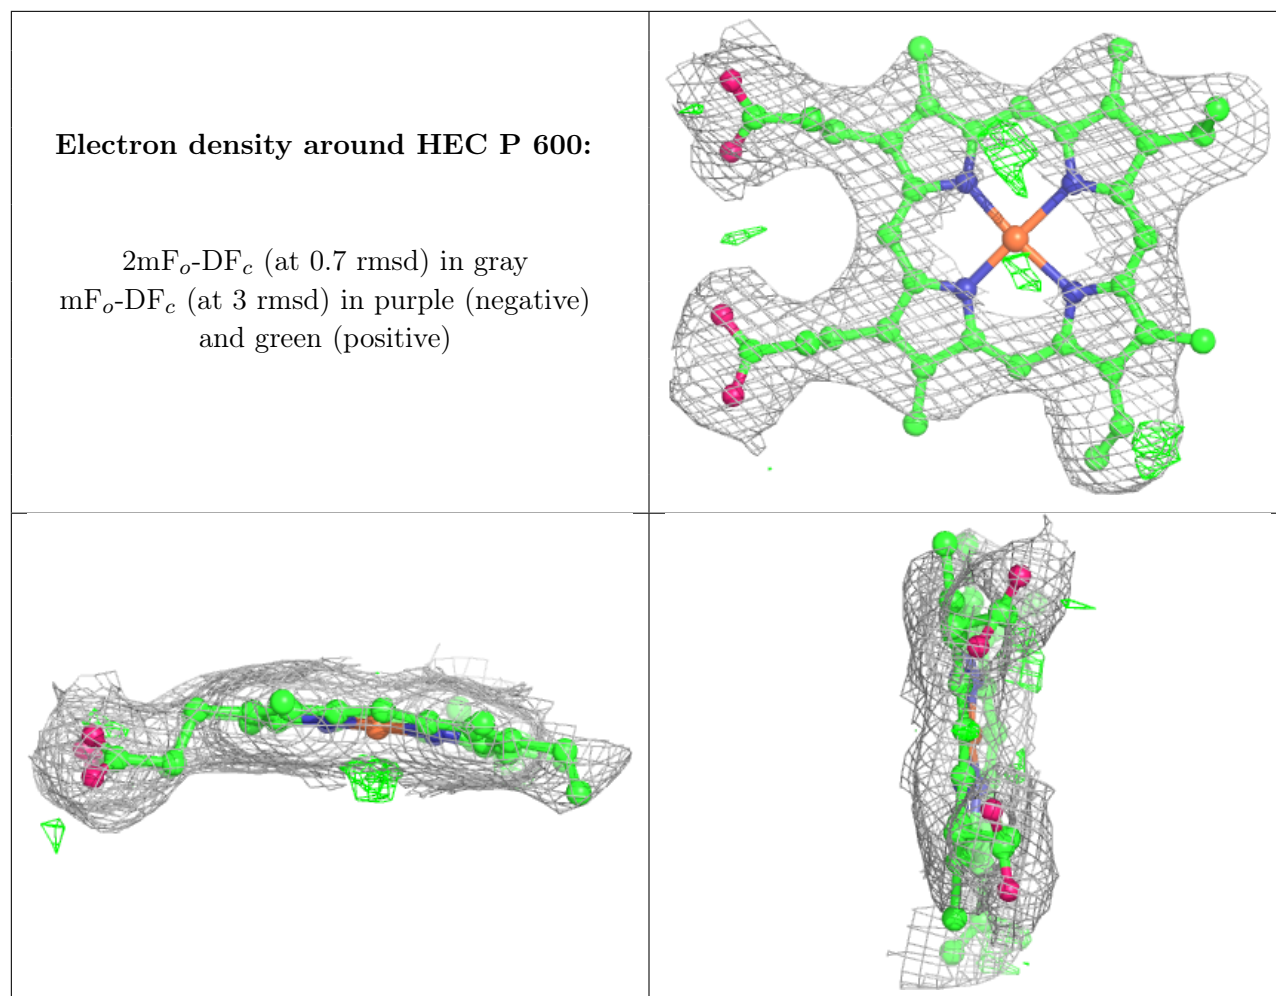 Electron density around HEC P 600:
2mFo-DFc (at 0.7 rmsd) in gray
mFo-DFc (at 3 rmsd) in purple (negative)
and green (positive)